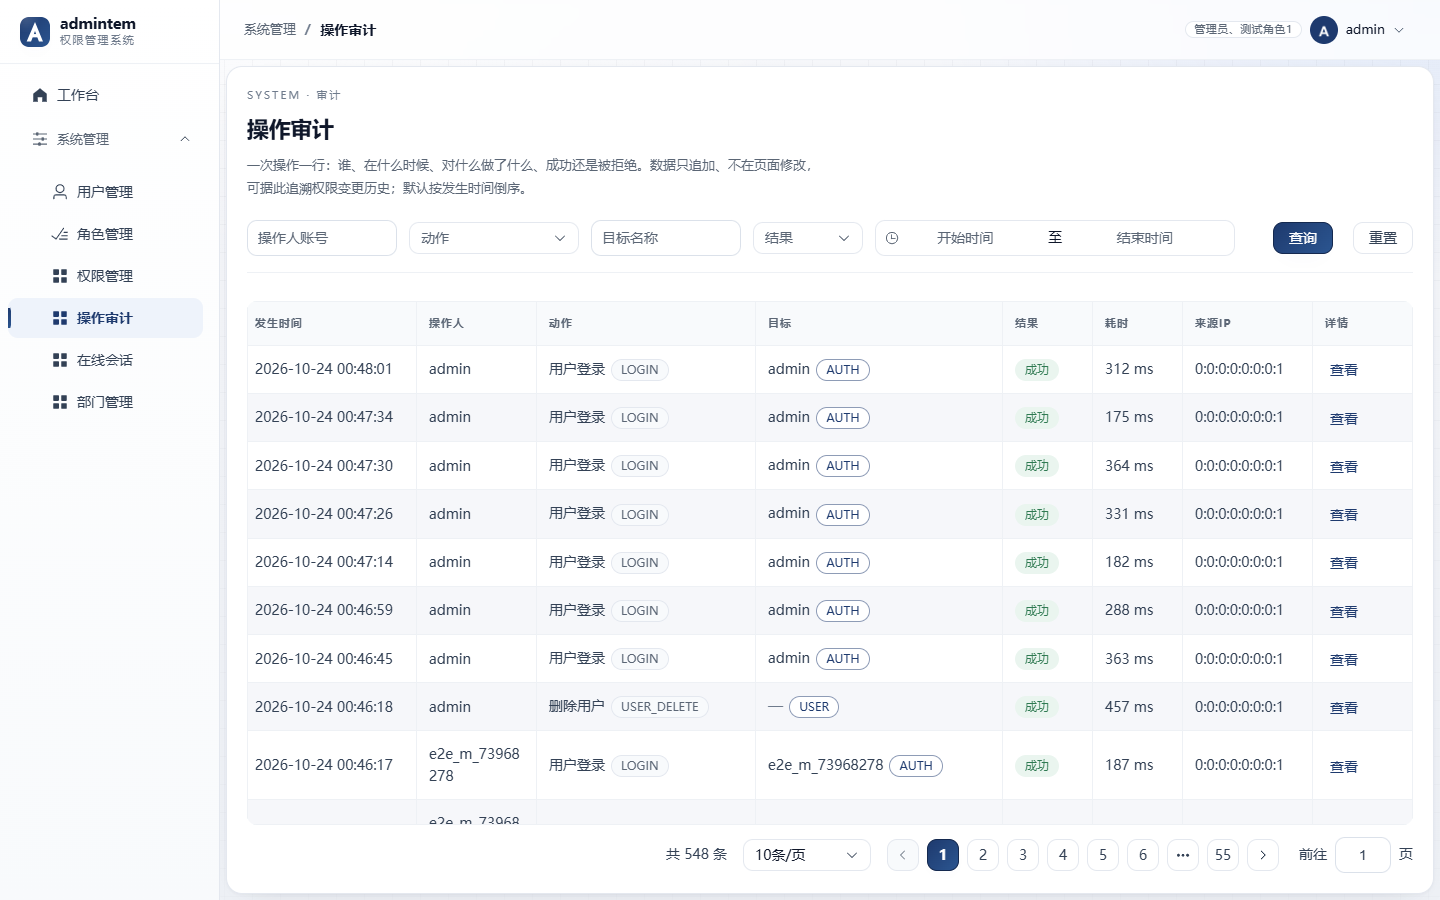 admintem
权限管理系统
系统管理 / 操作审计
管理员、测试角色1
A
admin
工作台
系统管理
用户管理
角色管理
权限管理
操作审计
在线会话
部门管理
SYSTEM · 审计
操作审计
一次操作一行：谁、在什么时候、对什么做了什么、成功还是被拒绝。数据只追加、不在页面修改，
可据此追溯权限变更历史；默认按发生时间倒序。
操作人账号 动作 目标名称 结果 开始时间 至 结束时间 查询 重置
发生时间 操作人 动作 目标 结果 耗时 来源IP 详情
2026-10-24 00:48:01 admin 用户登录 LOGIN admin AUTH 成功 312 ms 0:0:0:0:0:0:0:1 查看
2026-10-24 00:47:34 admin 用户登录 LOGIN admin AUTH 成功 175 ms 0:0:0:0:0:0:0:1 查看
2026-10-24 00:47:30 admin 用户登录 LOGIN admin AUTH 成功 364 ms 0:0:0:0:0:0:0:1 查看
2026-10-24 00:47:26 admin 用户登录 LOGIN admin AUTH 成功 331 ms 0:0:0:0:0:0:0:1 查看
2026-10-24 00:47:14 admin 用户登录 LOGIN admin AUTH 成功 182 ms 0:0:0:0:0:0:0:1 查看
2026-10-24 00:46:59 admin 用户登录 LOGIN admin AUTH 成功 288 ms 0:0:0:0:0:0:0:1 查看
2026-10-24 00:46:45 admin 用户登录 LOGIN admin AUTH 成功 363 ms 0:0:0:0:0:0:0:1 查看
2026-10-24 00:46:18 admin 删除用户 USER_DELETE — USER 成功 457 ms 0:0:0:0:0:0:0:1 查看
2026-10-24 00:46:17 e2e_m_73968278 用户登录 LOGIN e2e_m_73968278 AUTH 成功 187 ms 0:0:0:0:0:0:0:1 查看
e2e_m_73968
共 548 条 10条/页 1 2 3 4 5 6 ••• 55 前往 1 页